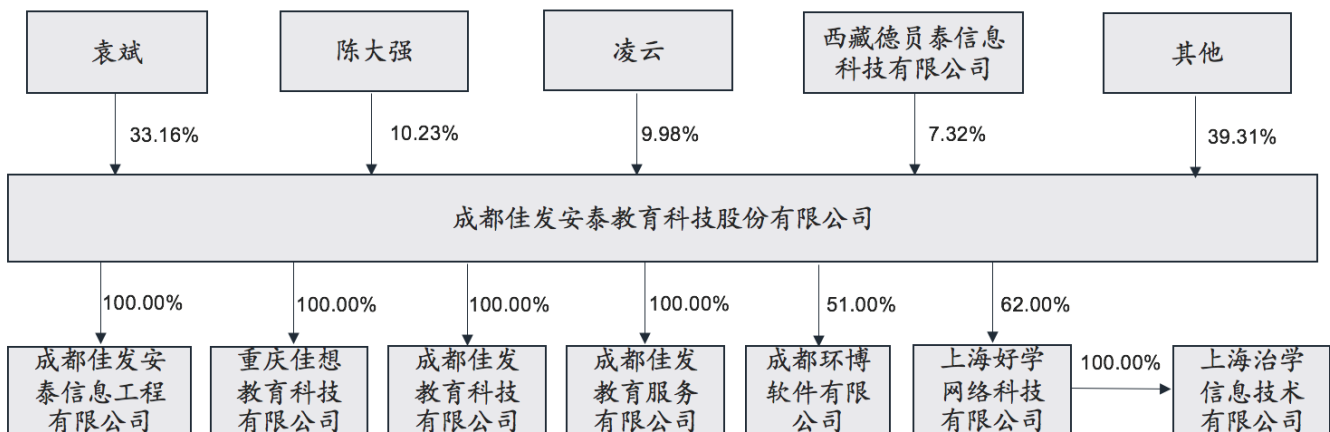 袁斌
陈大强
凌云
西藏德员泰信息
科技有限公司
其他
33.16%
10.23%
9.98%
7.32%
39.31%
成都佳发安泰教育科技股份有限公司
100.00%
100.00%
100.00%
100.00%
51.00%
62.00%
成都佳发安
泰信息工程
有限公司
重庆佳想
教育科技
有限公司
成都佳发
教育科技
有限公司
成都佳发
教育服务
有限公司
成都环博
软件有限
公司
上海好学
网络科技
有限公司
100.00%
上海治学
信息技术
有限公司